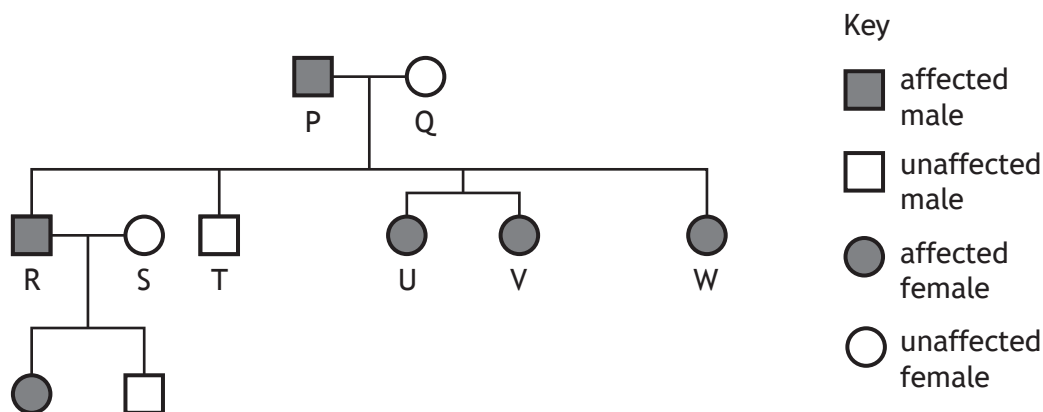 Key
affected
male
unaffected
male
affected
female
unaffected
female
P Q
R S T U V W